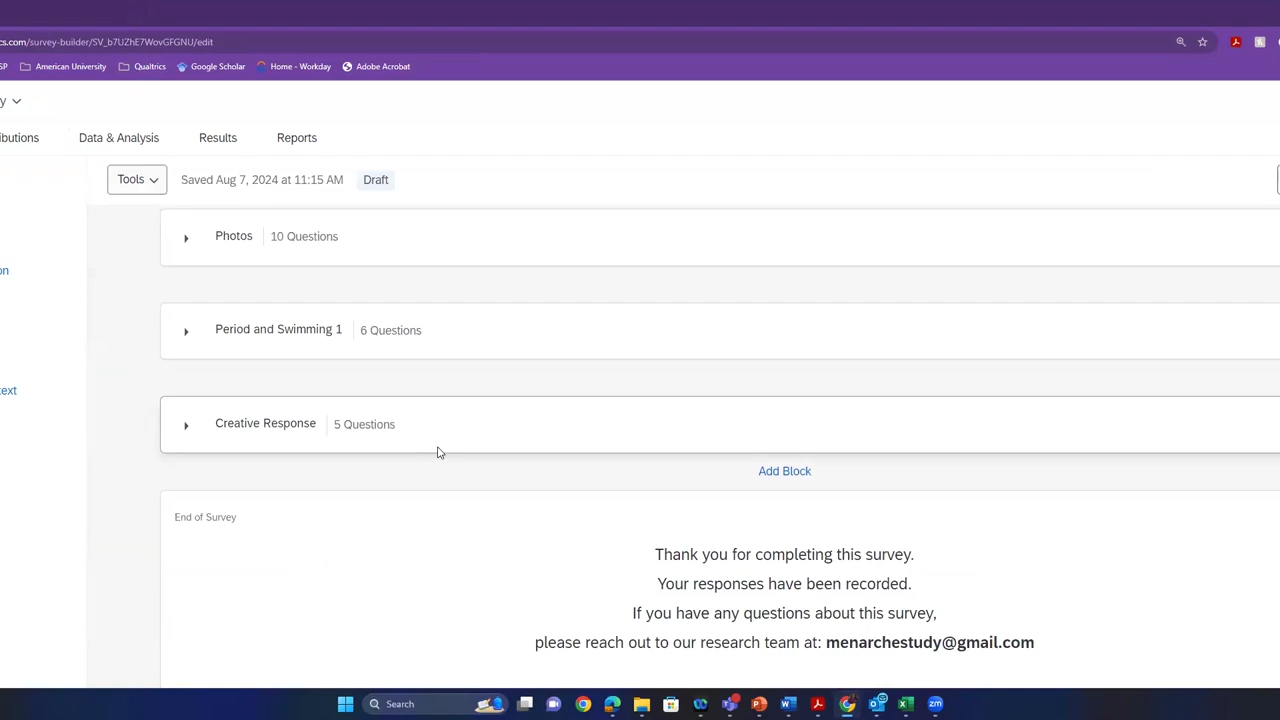 cs.com/survey-builder/SV_b7UZhE7WovGFGNU/edit
SP American University Qualtrics Google Scholar Home - Workday Adobe Acrobat
y
ibutions Data & Analysis Results Reports
Tools Saved Aug 7, 2024 at 11:15 AM Draft
Photos 10 Questions
on
Period and Swimming 1 6 Questions
text
Creative Response 5 Questions
Add Block
End of Survey
Thank you for completing this survey.
Your responses have been recorded.
If you have any questions about this survey,
please reach out to our research team at: menarchestudy@gmail.com
Search